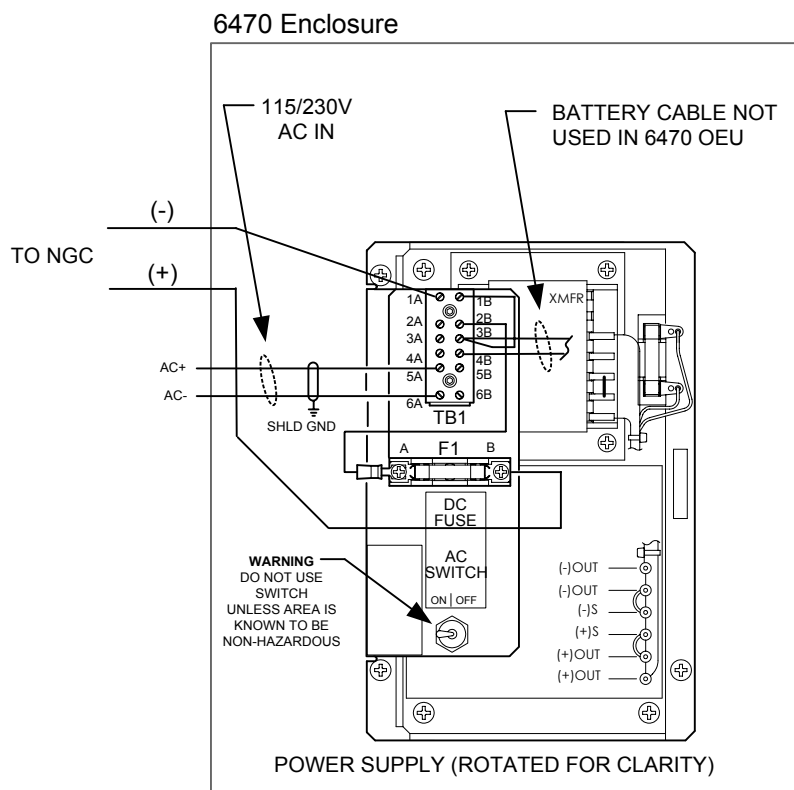 6470 Enclosure
115/230V
AC IN
BATTERY CABLE NOT
USED IN 6470 OEU
(-)
TO NGC
(+)
XMFR
1A
1B
2A
2B
3A
3B
4A
4B
5A
5B
6A
6B
AC+
AC-
SHLD GND
TB1
A
F1
B
DC
FUSE
AC
SWITCH
ON | OFF
WARNING
DO NOT USE
SWITCH
UNLESS AREA IS
KNOWN TO BE
NON-HAZARDOUS
(-)OUT
(-)OUT
(-)S
(+)S
(+)OUT
(+)OUT
POWER SUPPLY (ROTATED FOR CLARITY)